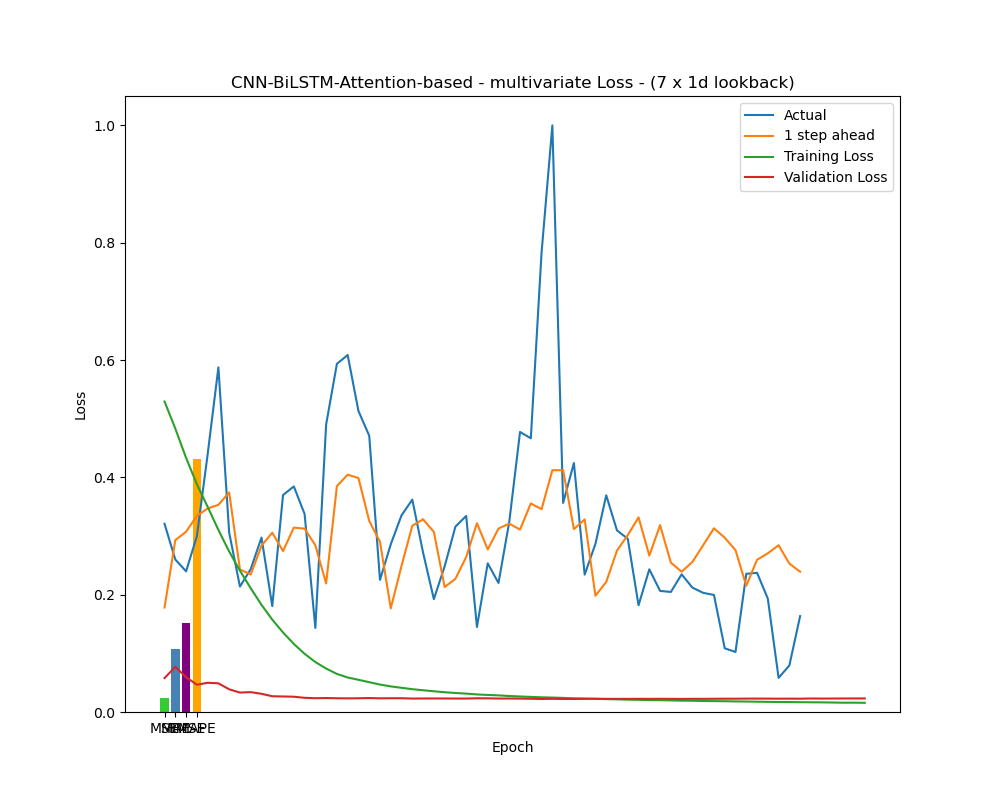 CNN-BiLSTM-Attention-based - multivariate Loss - (7 x 1d lookback)
Actual
1 step ahead
Training Loss
Validation Loss
1.0
0.8
0.6
0.4
0.2
0.0
Loss
Epoch